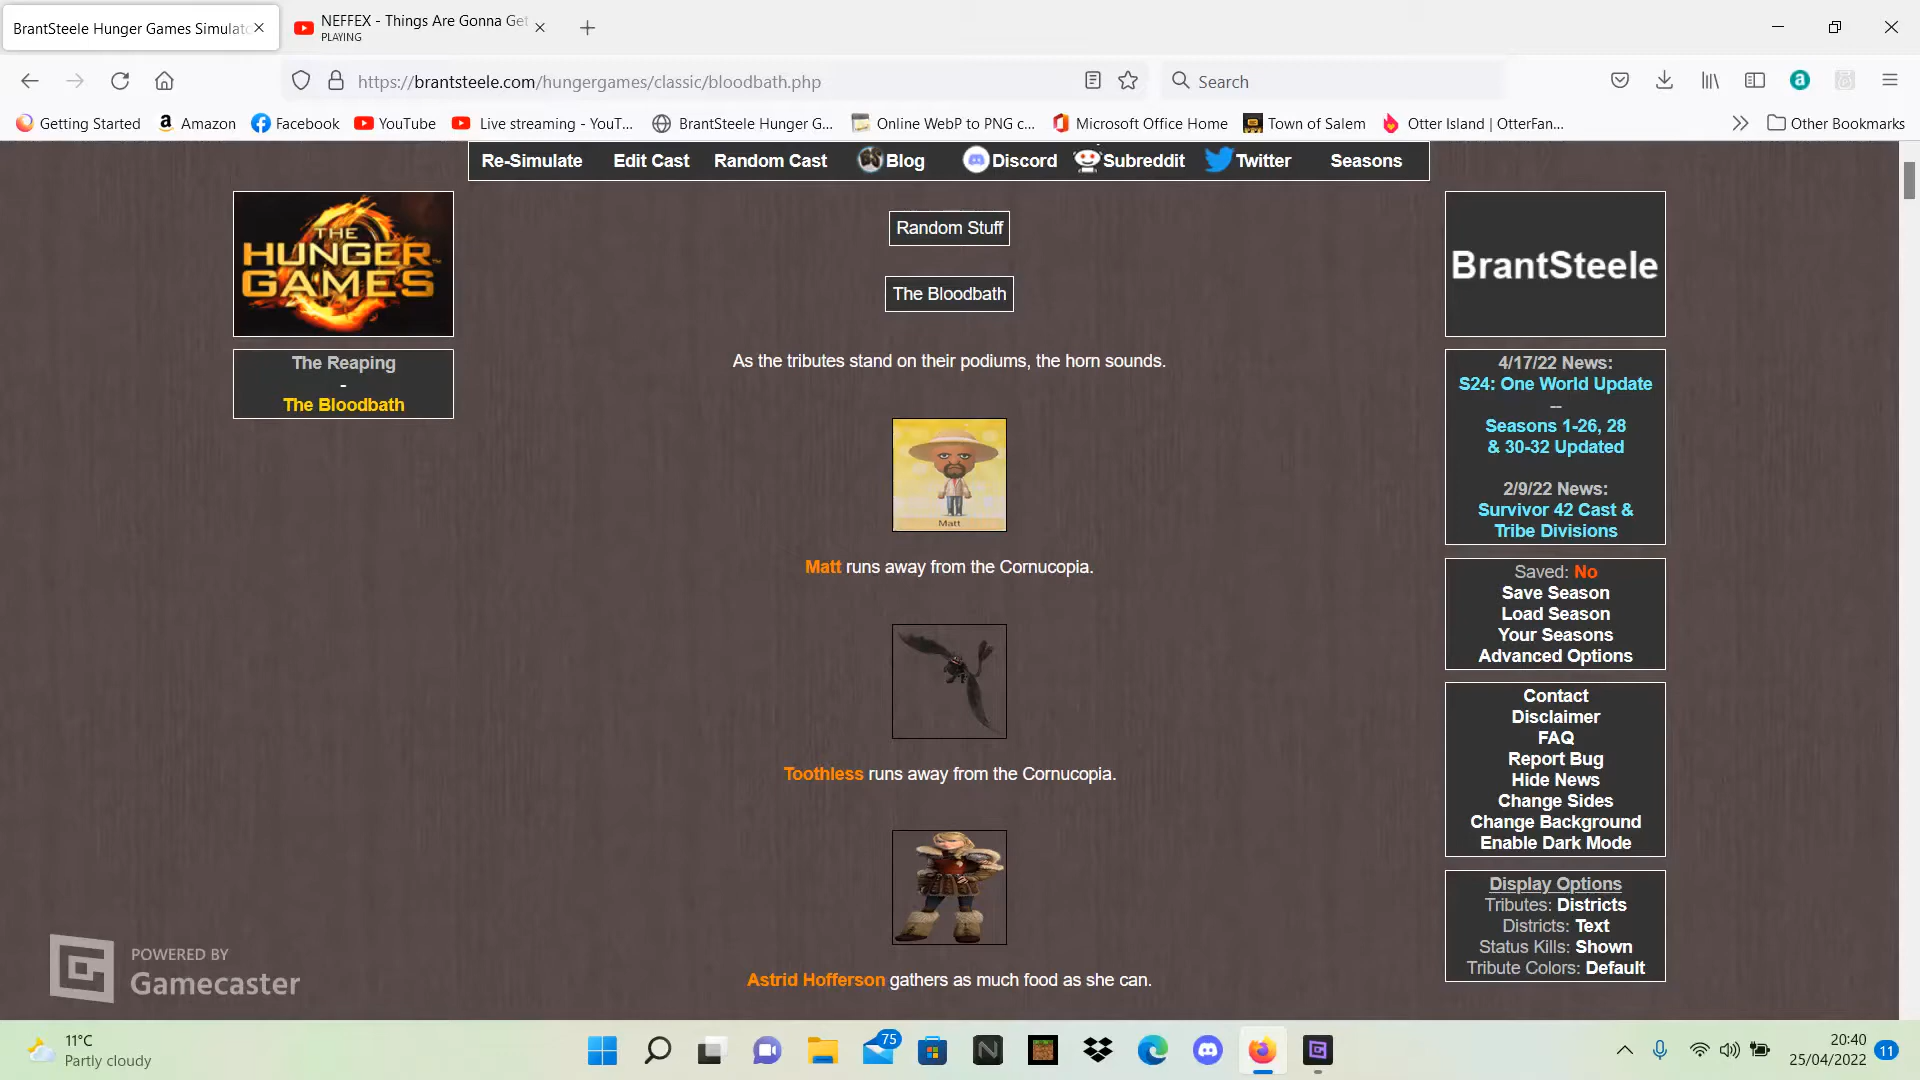 BrantSteele Hunger Games Simulato
NEFFEX - Things Are Gonna Get
PLAYING
https://brantsteele.com/hungergames/classic/bloodbath.php
Search
Getting Started
Amazon
Facebook
YouTube
Live streaming - YouT...
BrantSteele Hunger G...
Online WebP to PNG c...
Microsoft Office Home
Town of Salem
Otter Island | OtterFan...
Other Bookmarks
Re-Simulate
Edit Cast
Random Cast
Blog
Discord
Subreddit
Twitter
Seasons
THE
HUNGER
GAMES
The Reaping
-
The Bloodbath
Random Stuff
The Bloodbath
As the tributes stand on their podiums, the horn sounds.
Matt
Matt runs away from the Cornucopia.
Toothless runs away from the Cornucopia.
Astrid Hofferson gathers as much food as she can.
BrantSteele
4/17/22 News:
S24: One World Update
--
Seasons 1-26, 28
& 30-32 Updated
2/9/22 News:
Survivor 42 Cast &
Tribe Divisions
Saved: No
Save Season
Load Season
Your Seasons
Advanced Options
Contact
Disclaimer
FAQ
Report Bug
Hide News
Change Sides
Change Background
Enable Dark Mode
Display Options
Tributes: Districts
Districts: Text
Status Kills: Shown
Tribute Colors: Default
POWERED BY
Gamecaster
11°C
Partly cloudy
75
20:40
25/04/2022
11